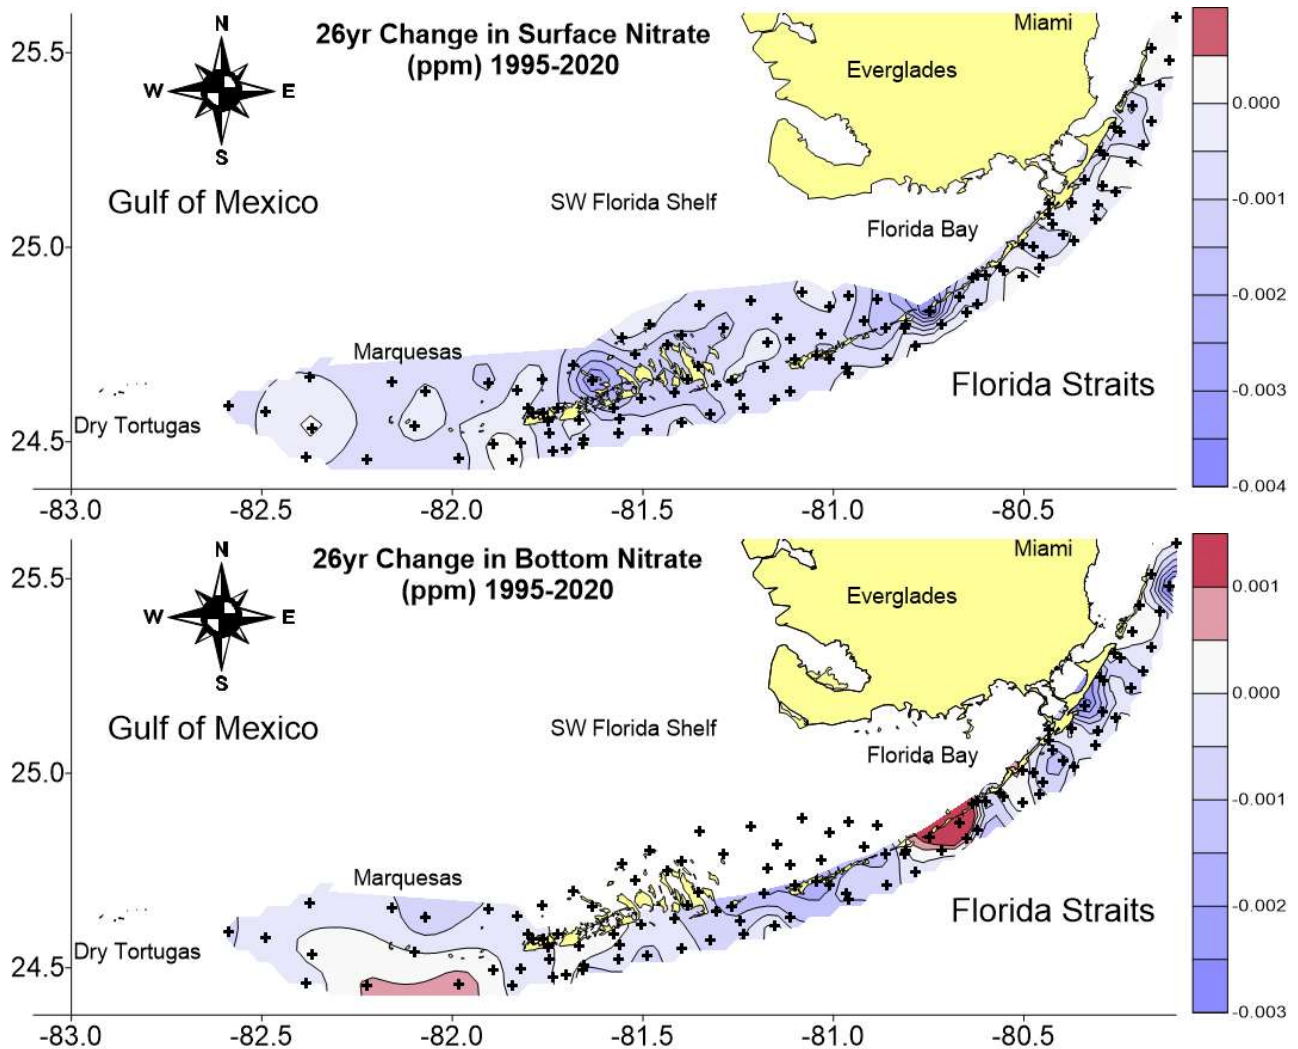 26yr Change in Surface Nitrate
(ppm) 1995-2020
N
W E
S
Gulf of Mexico
SW Florida Shelf
Everglades
Miami
Florida Bay
Florida Straits
Marquesas
Dry Tortugas
25.5
25.0
24.5
-83.0 -82.5 -82.0 -81.5 -81.0 -80.5
0.000
-0.001
-0.002
-0.003
-0.004
26yr Change in Bottom Nitrate
(ppm) 1995-2020
N
W E
S
Gulf of Mexico
SW Florida Shelf
Everglades
Miami
Florida Bay
Florida Straits
Marquesas
Dry Tortugas
25.5
25.0
24.5
-83.0 -82.5 -82.0 -81.5 -81.0 -80.5
0.001
0.000
-0.001
-0.002
-0.003